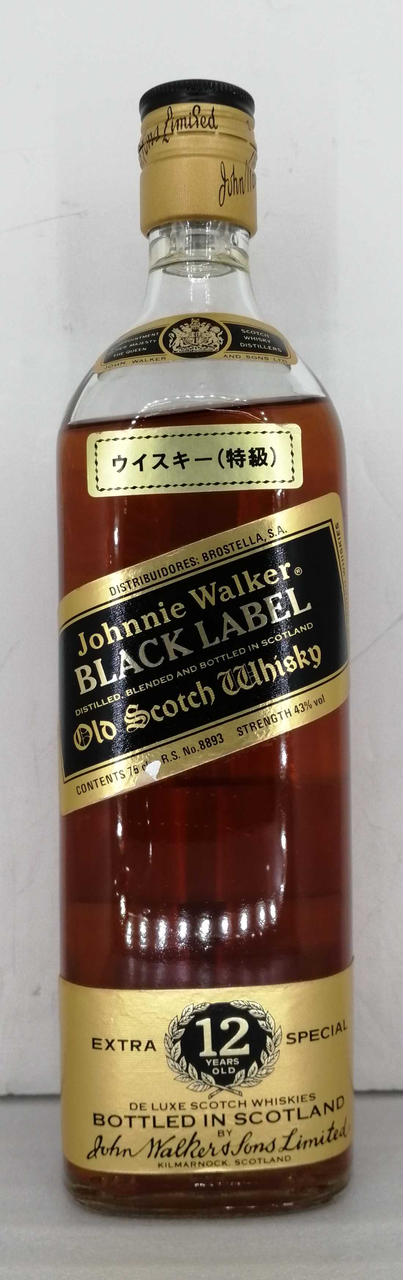 ons Limited
John W
APPOINTMENT
HER MAJESTY
THE QUEEN
SCOTCH
WHISKY
DISTILLERS
JOHN WALKER AND SONS LTD
ウイスキー(特級)
DISTRIBUIDORES: BROSTELLA, S.A.
Johnnie Walker®
BLACK LABEL
DISTILLED, BLENDED AND BOTTLED IN SCOTLAND
Old Scotch Whisky
CONTENTS 75 R.S. No.8893 STRENGTH 43% vol
EXTRA 12 SPECIAL
YEARS
OLD
DE LUXE SCOTCH WHISKIES
BOTTLED IN SCOTLAND
BY
John Walker & Sons Limited
KILMARNOCK, SCOTLAND